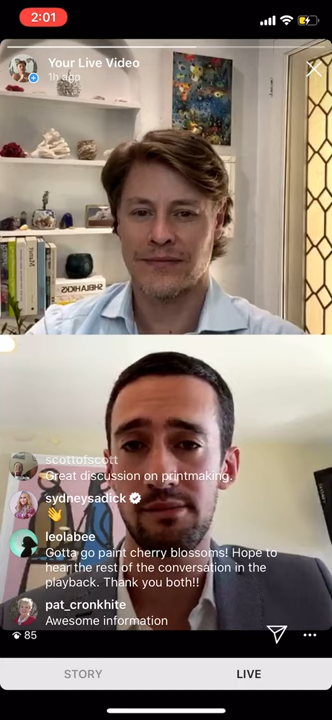 2:01
Your Live Video
1h ago
SHEILA HICKS
scottofscott
Great discussion on printmaking.
sydneysadick
👋
leolabee
Gotta go paint cherry blossoms! Hope to
hear the rest of the conversation in the
playback. Thank you both!!
pat_cronkhite
Awesome information
85
STORY
LIVE